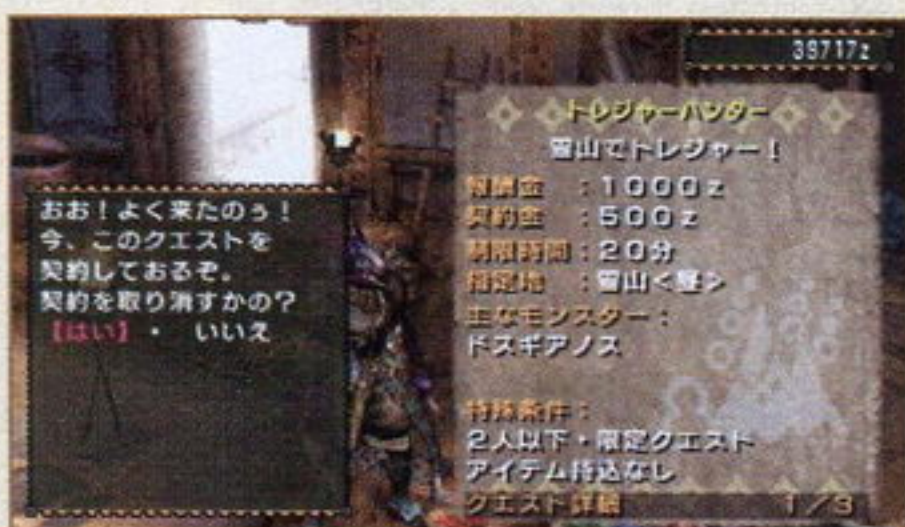 39717z
トレジャーハンター
雪山でトレジャー！
報酬金 ：1000z
契約金 ：500z
制限時間：20分
指定地 ：雪山＜昼＞
主なモンスター：
ドスギアノス
特殊条件：
2人以下・限定クエスト
アイテム持込なし
クエスト詳細 1/3
おお！よく来たのぅ！
今、このクエストを
契約しておるぞ。
契約を取り消すかの？
【はい】・ いいえ